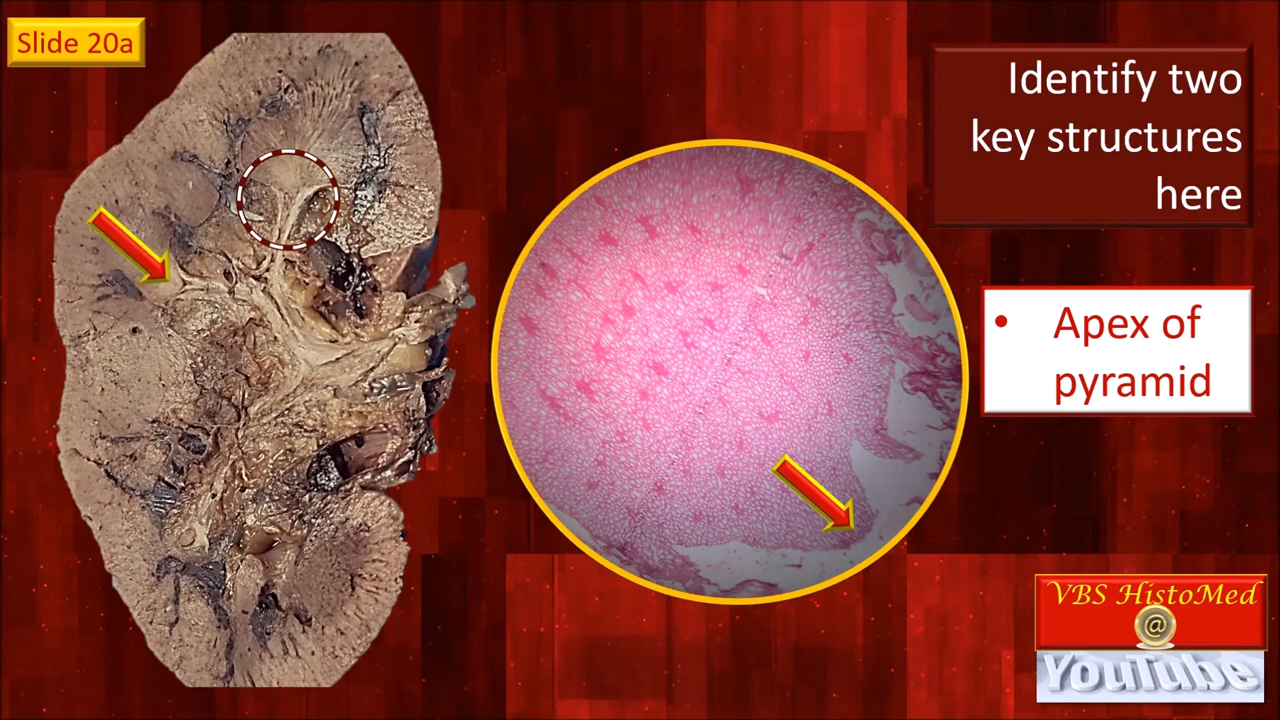 Slide 20a
Identify two
key structures
here
• Apex of
pyramid
VBS HistoMed
@
YouTube